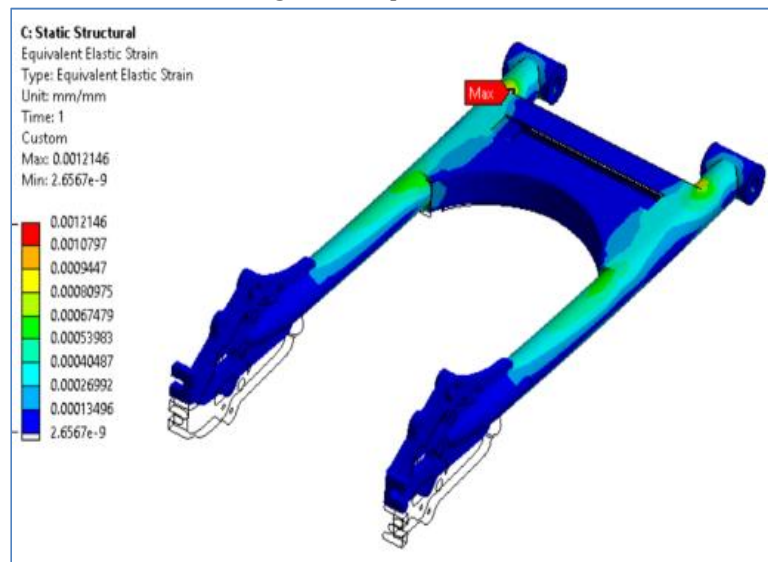 C: Static Structural
Equivalent Elastic Strain
Type: Equivalent Elastic Strain
Unit: mm/mm
Time: 1
Custom
Max: 0.0012146
Min: 2.6567e-9
0.0012146
0.0010797
0.0009447
0.00080975
0.00067479
0.00053983
0.00040487
0.00026992
0.00013496
2.6567e-9
Max